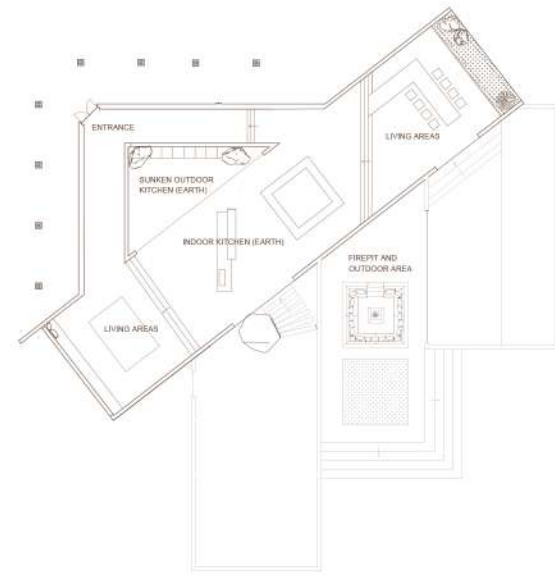 ENTRANCE
LIVING AREAS
SUNKEN OUTDOOR
KITCHEN (EARTH)
INDOOR KITCHEN (EARTH)
FIREPIT AND
OUTDOOR AREA
LIVING AREAS